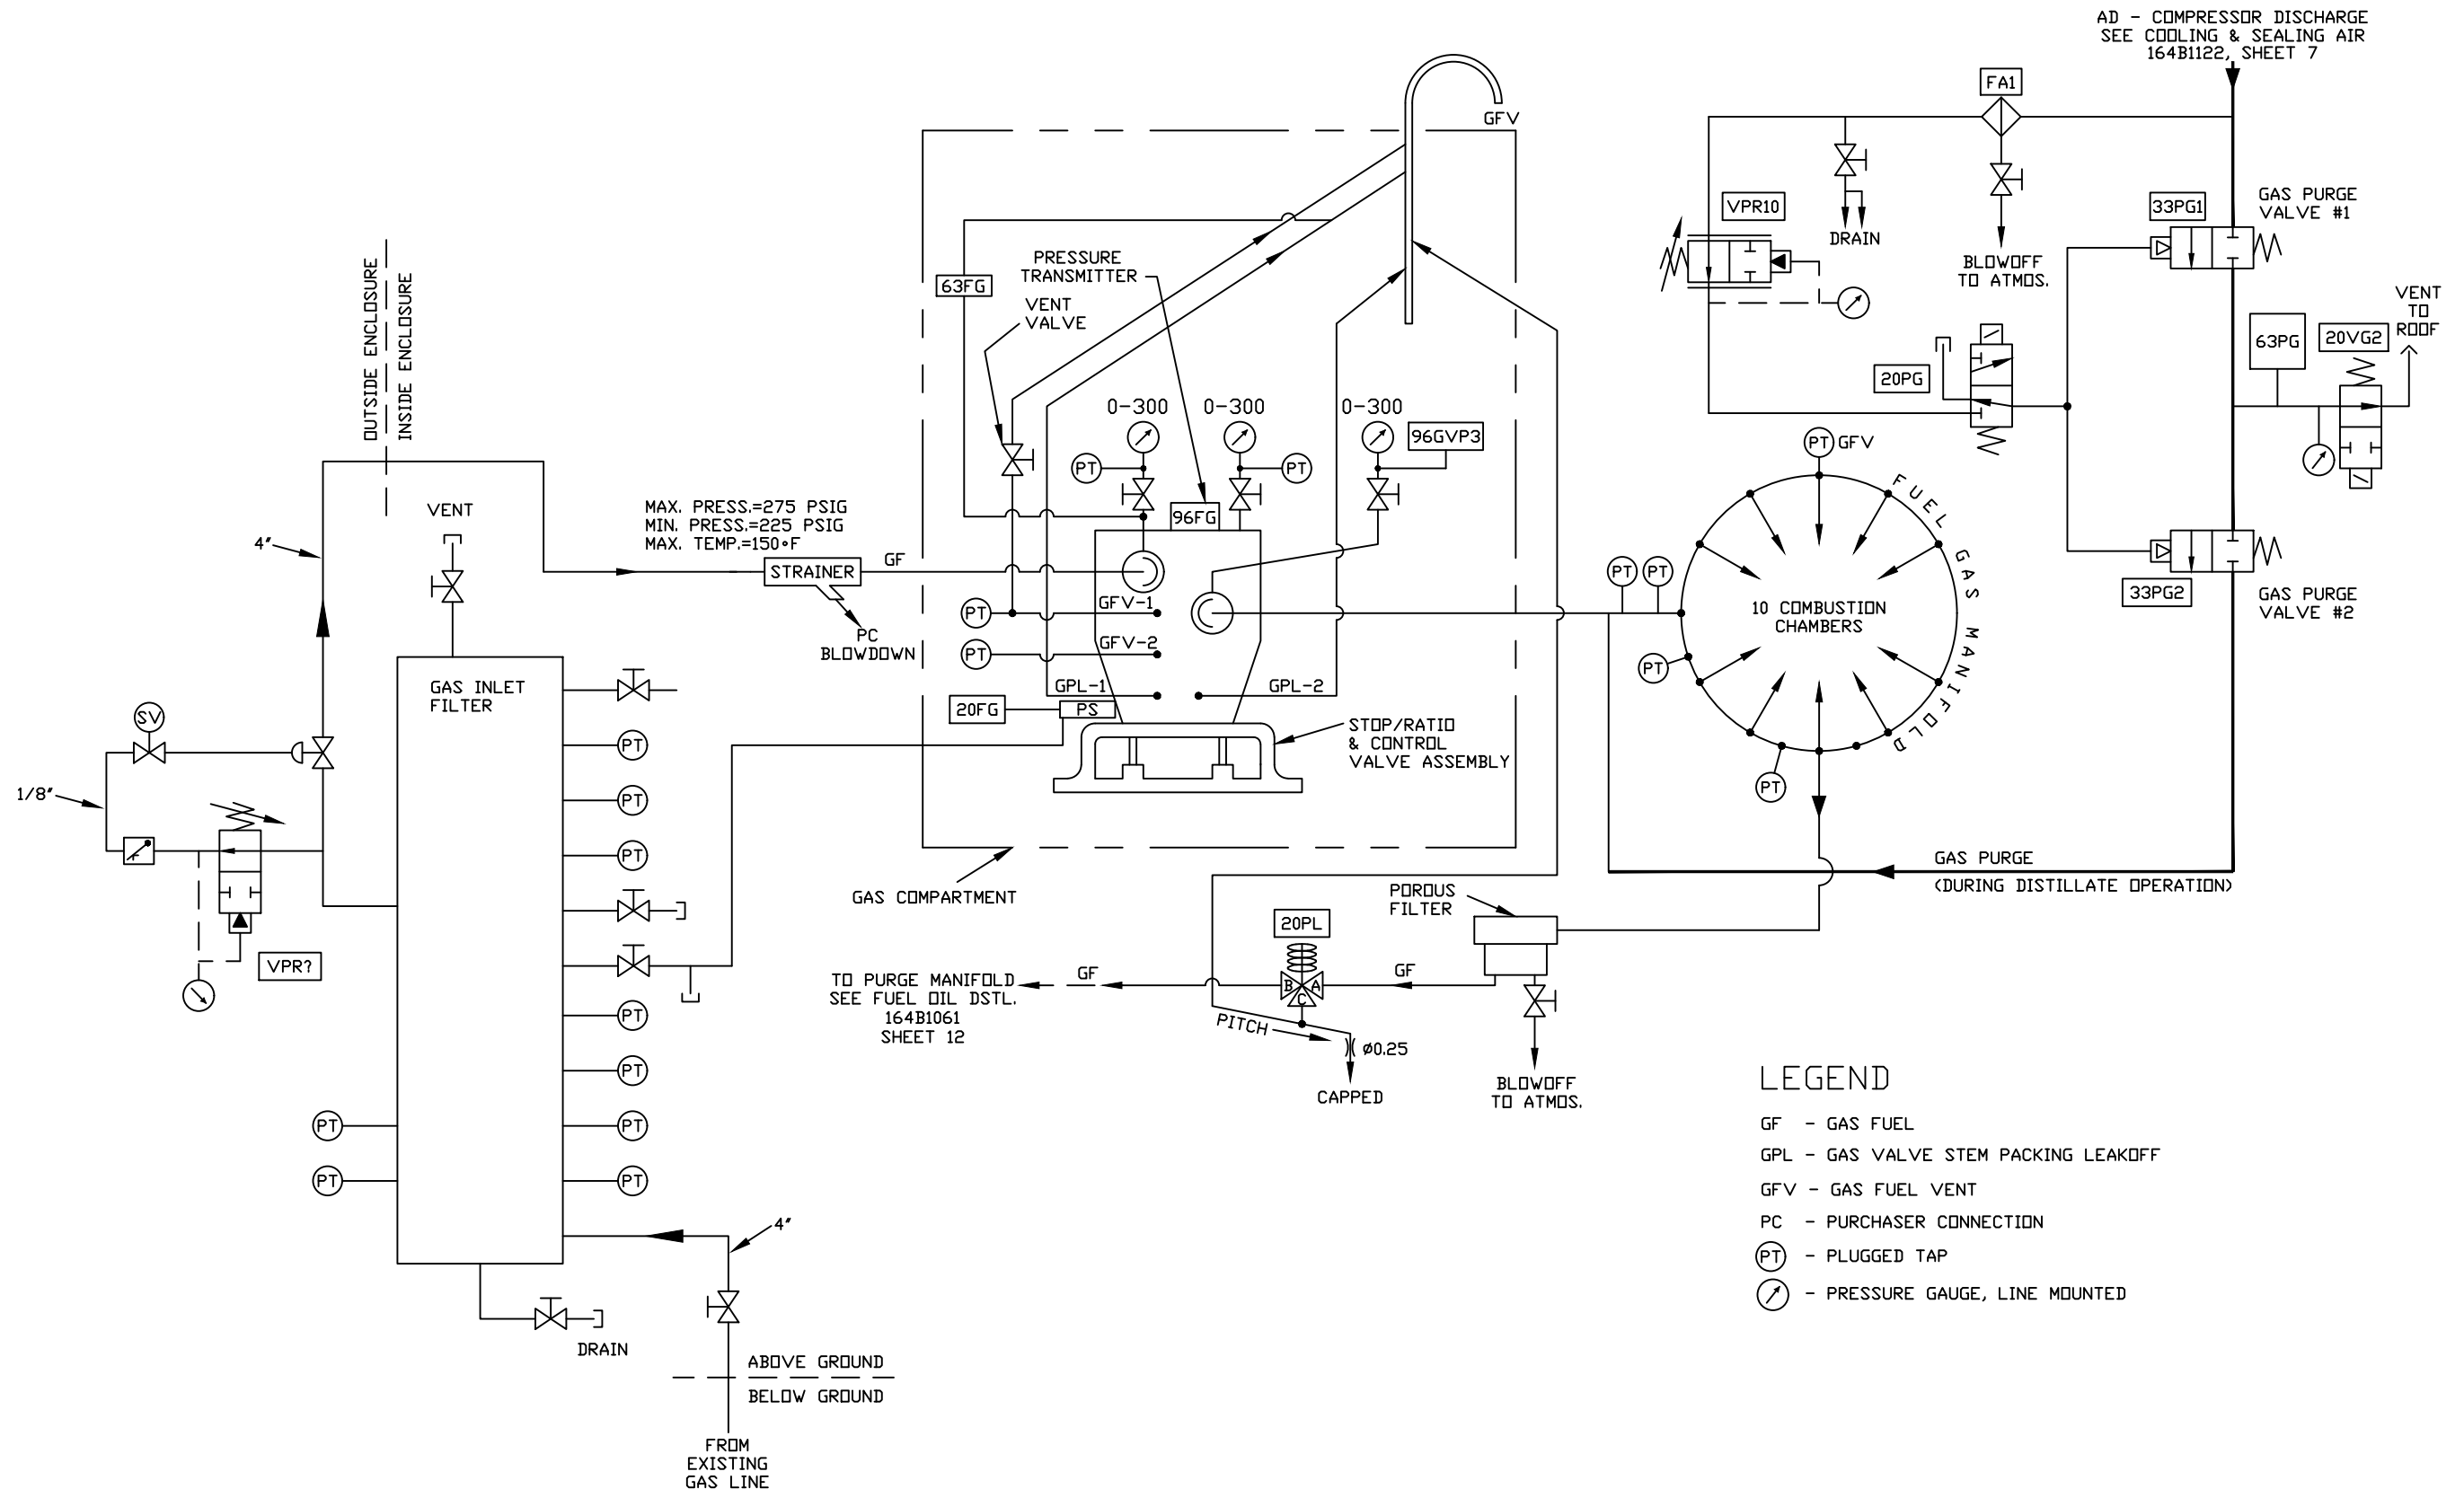 AD - COMPRESSOR DISCHARGE
SEE COOLING & SEALING AIR
164B1122, SHEET 7
FA1
GFV
33PG1
GAS PURGE
VALVE #1
VPR10
DRAIN
BLOWOFF
TO ATMOS.
OUTSIDE ENCLOSURE
INSIDE ENCLOSURE
PRESSURE
TRANSMITTER
63FG
VENT
VALVE
VENT
TO
ROOF
63PG
20VG2
20PG
0-300
0-300
0-300
96GVP3
PT
PT
PT
GFV
FUEL GAS MANIFOLD
4"
VENT
MAX. PRESS.=275 PSIG
MIN. PRESS.=225 PSIG
MAX. TEMP.=150°F
96FG
STRAINER
GF
PT
PT
33PG2
GAS PURGE
VALVE #2
PT
GFV-1
10 COMBUSTION
CHAMBERS
PC
BLOWDOWN
PT
GFV-2
PT
GAS INLET
FILTER
GPL-1
GPL-2
20FG
PS
SV
STOP/RATIO
& CONTROL
VALVE ASSEMBLY
PT
PT
1/8"
PT
PT
GAS COMPARTMENT
GAS PURGE
(DURING DISTILLATE OPERATION)
POROUS
FILTER
20PL
VPR?
TO PURGE MANIFOLD
SEE FUEL OIL DSTL.
164B1061
SHEET 12
GF
GF
B
A
C
PITCH
ø0.25
CAPPED
BLOWOFF
TO ATMOS.
PT
PT
PT
PT
PT
PT
4"
DRAIN
ABOVE GROUND
BELOW GROUND
FROM
EXISTING
GAS LINE
LEGEND
GF - GAS FUEL
GPL - GAS VALVE STEM PACKING LEAKOFF
GFV - GAS FUEL VENT
PC - PURCHASER CONNECTION
PT - PLUGGED TAP
- PRESSURE GAUGE, LINE MOUNTED